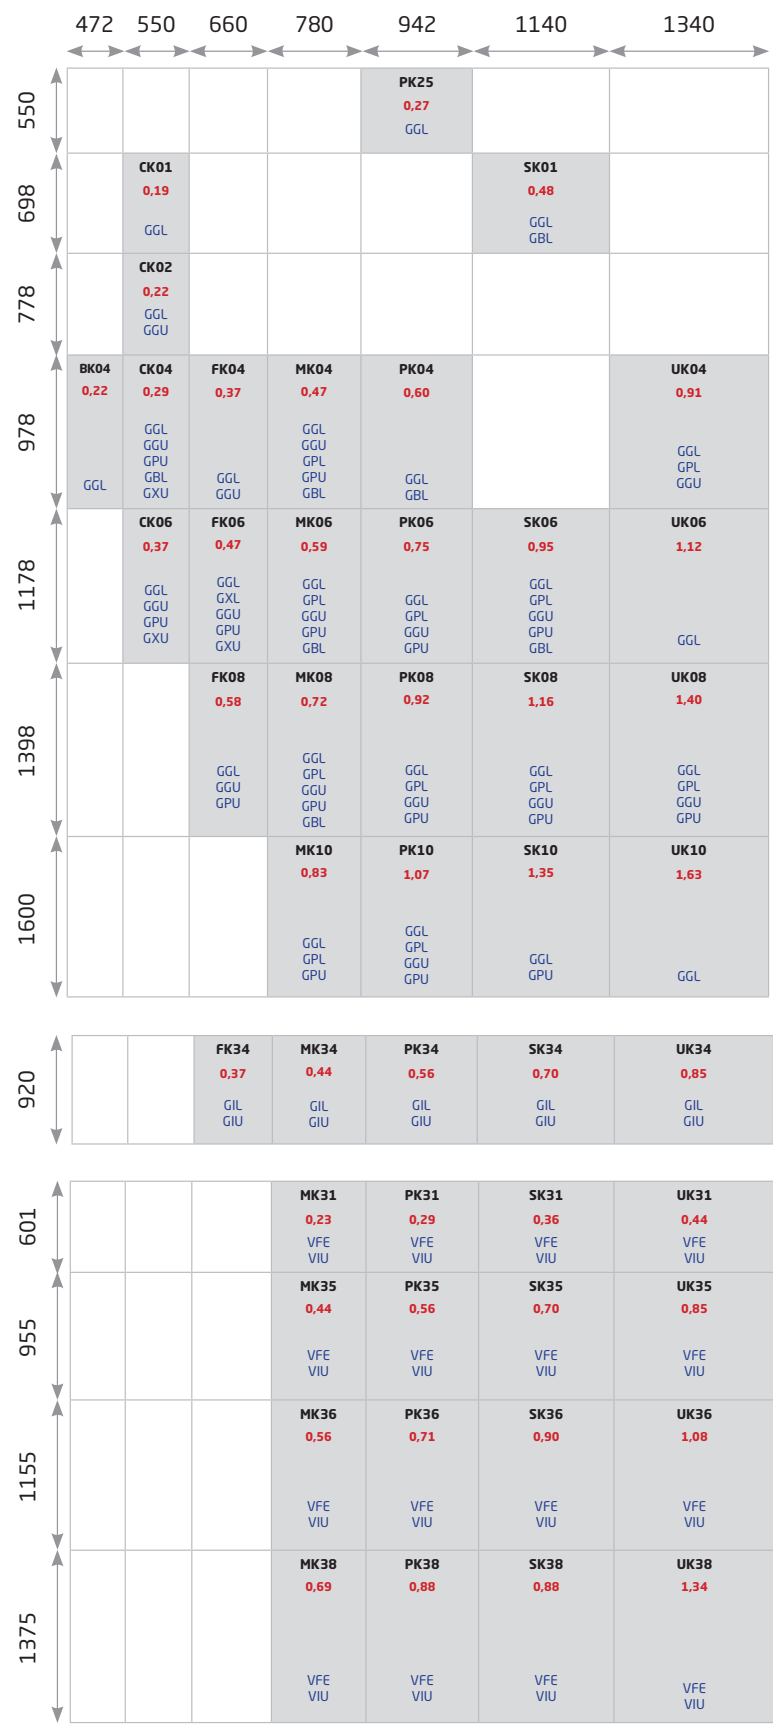 472 550 660 780 942 1140 1340
550
PK25
0,27
GGL
698
CK01 SK01
0,19 0,48
GGL GGL
GBL
778
CK02
0,22
GGL
GGU
978
BK04 CK04 FK04 MK04 PK04 UK04
0,22 0,29 0,37 0,47 0,60 0,91
GGL
GGL
GGU
GPU
GBL
GXU
GGL
GGU
GGL
GGU
GPL
GPU
GBL
GGL
GBL
GGL
GPL
GGU
1178
CK06 FK06 MK06 PK06 SK06 UK06
0,37 0,47 0,59 0,75 0,95 1,12
GGL
GGU
GPU
GXU
GGL
GXL
GGU
GPU
GXU
GGL
GPL
GGU
GPU
GBL
GGL
GPL
GGU
GPU
GGL
GPL
GGU
GPU
GBL
GGL
1398
FK08 MK08 PK08 SK08 UK08
0,58 0,72 0,92 1,16 1,40
GGL
GGU
GPU
GGL
GPL
GGU
GPU
GBL
GGL
GPL
GGU
GPU
GGL
GPL
GGU
GPU
GGL
GPL
GGU
GPU
1600
MK10 PK10 SK10 UK10
0,83 1,07 1,35 1,63
GGL
GPL
GPU
GGL
GPL
GGU
GPU
GGL
GPU
GGL
920
FK34 MK34 PK34 SK34 UK34
0,37 0,44 0,56 0,70 0,85
GIL GIL GIL GIL GIL
GIU GIU GIU GIU GIU
601
MK31 PK31 SK31 UK31
0,23 0,29 0,36 0,44
VFE VFE VFE VFE
VIU VIU VIU VIU
955
MK35 PK35 SK35 UK35
0,44 0,56 0,70 0,85
VFE VFE VFE VFE
VIU VIU VIU VIU
1155
MK36 PK36 SK36 UK36
0,56 0,71 0,90 1,08
VFE VFE VFE VFE
VIU VIU VIU VIU
1375
MK38 PK38 SK38 UK38
0,69 0,88 0,88 1,34
VFE VFE VFE VFE
VIU VIU VIU VIU